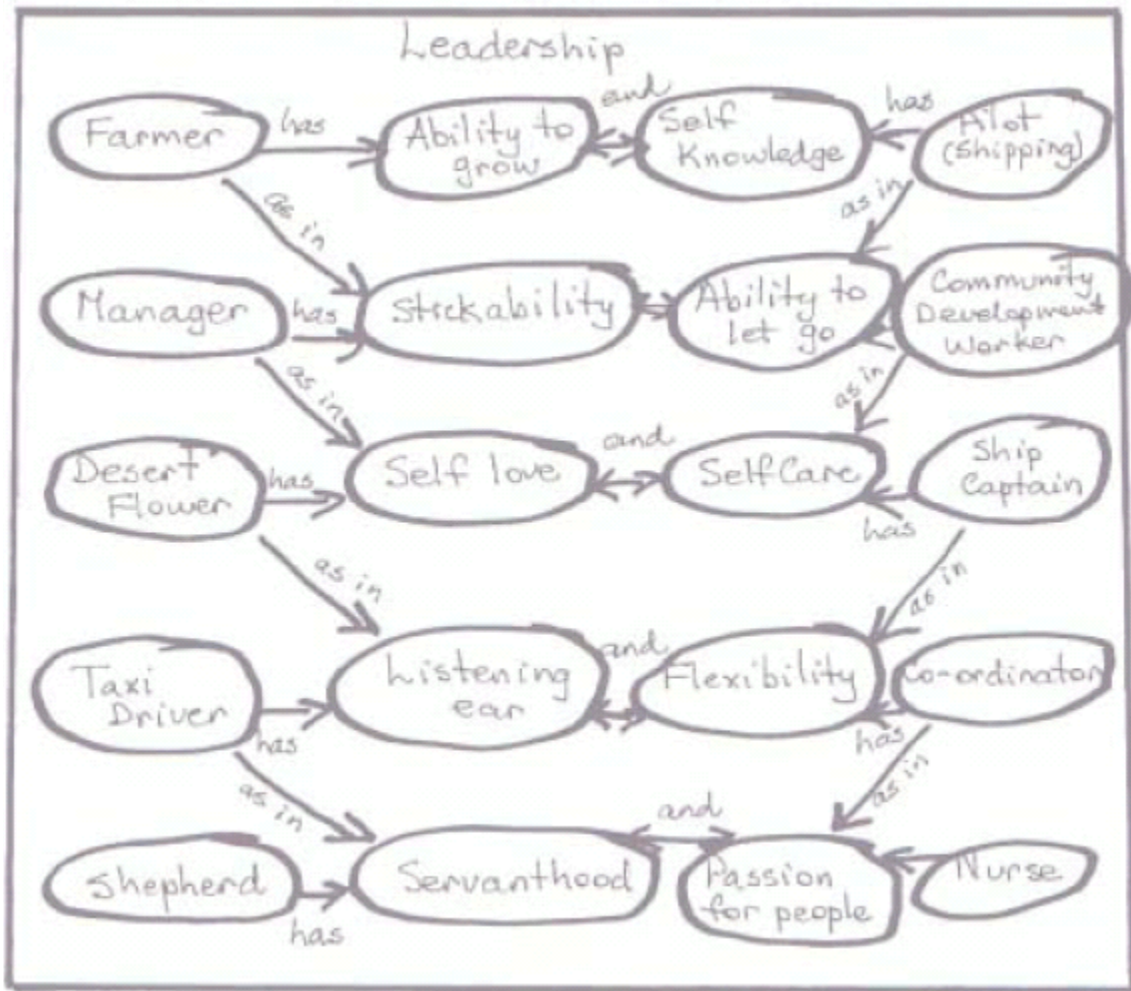 Leadership
Farmer
has
Ability to
grow
and
Self
Knowledge
has
Pilot
(shipping)
as in
as in
Manager
has
Stickability
Ability to
let go
Community
Development
Worker
as in
as in
Desert
Flower
has
Self love
and
Self Care
has
Ship
Captain
as in
as in
Taxi
Driver
has
Listening
ear
and
Flexibility
has
Co-ordinator
as in
as in
Shepherd
has
Servanthood
and
Passion
for people
Nurse